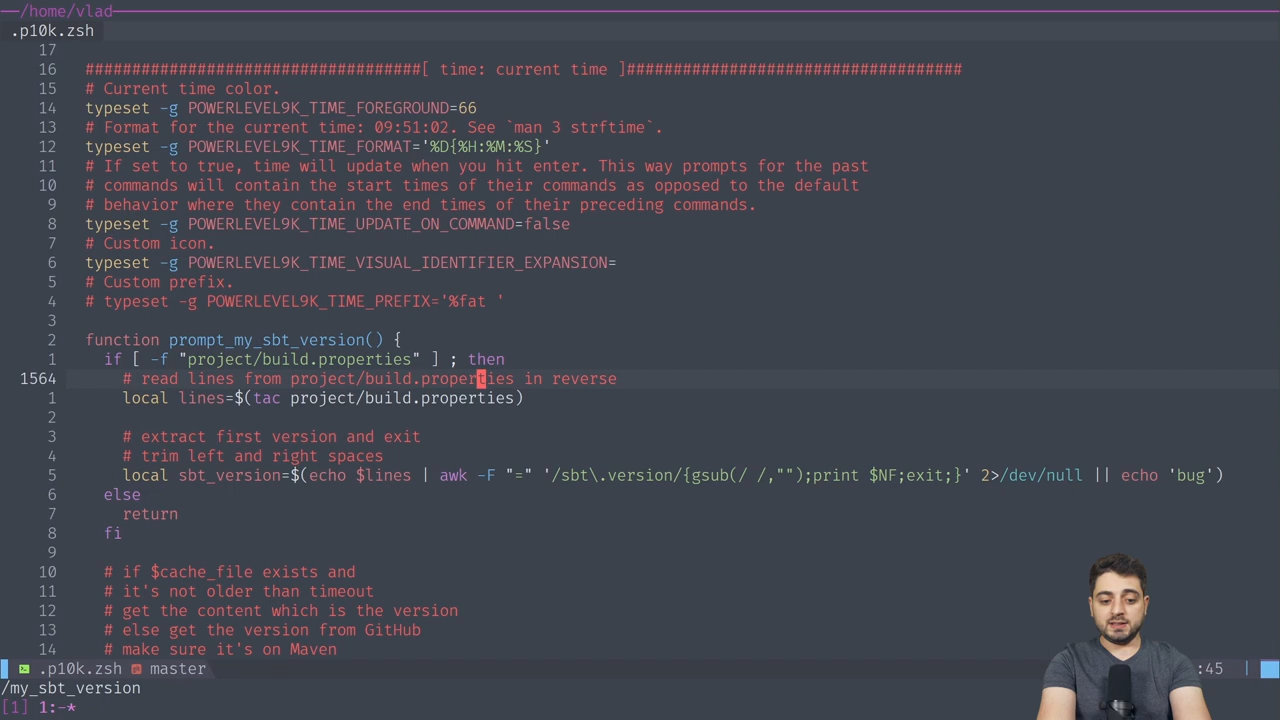 /home/vlad
.p10k.zsh
17
16 ####################################[ time: current time ]####################################
15 # Current time color.
14 typeset -g POWERLEVEL9K_TIME_FOREGROUND=66
13 # Format for the current time: 09:51:02. See `man 3 strftime`.
12 typeset -g POWERLEVEL9K_TIME_FORMAT='%D{%H:%M:%S}'
11 # If set to true, time will update when you hit enter. This way prompts for the past
10 # commands will contain the start times of their commands as opposed to the default
9 # behavior where they contain the end times of their preceding commands.
8 typeset -g POWERLEVEL9K_TIME_UPDATE_ON_COMMAND=false
7 # Custom icon.
6 typeset -g POWERLEVEL9K_TIME_VISUAL_IDENTIFIER_EXPANSION=
5 # Custom prefix.
4 # typeset -g POWERLEVEL9K_TIME_PREFIX='%fat '
3
2 function prompt_my_sbt_version() {
1 if [ -f "project/build.properties" ] ; then
1564 # read lines from project/build.properties in reverse
1 local lines=$(tac project/build.properties)
2
3 # extract first version and exit
4 # trim left and right spaces
5 local sbt_version=$(echo $lines | awk -F "=" '/sbt\.version/{gsub(/ /,"");print $NF;exit;}' 2>/dev/null || echo 'bug')
6 else
7 return
8 fi
9
10 # if $cache_file exists and
11 # it's not older than timeout
12 # get the content which is the version
13 # else get the version from GitHub
14 # make sure it's on Maven
.p10k.zsh master :45
/my_sbt_version
[1] 1:-*